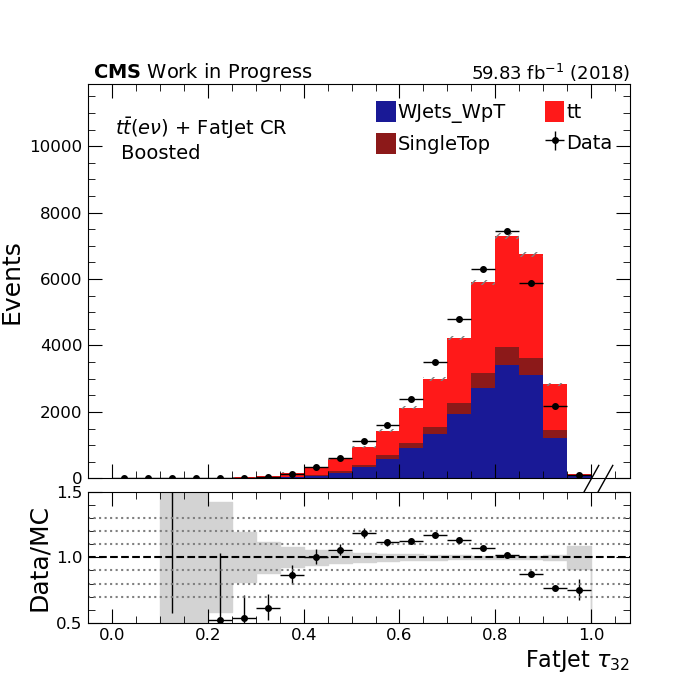 CMS Work in Progress
59.83 fb⁻¹ (2018)
tt̄(eν) + FatJet CR
Boosted
WJets_WpT
tt
SingleTop
Data
Events
10000
8000
6000
4000
2000
0
Data/MC
1.5
1.0
0.5
0.0 0.2 0.4 0.6 0.8 1.0
FatJet τ₃₂